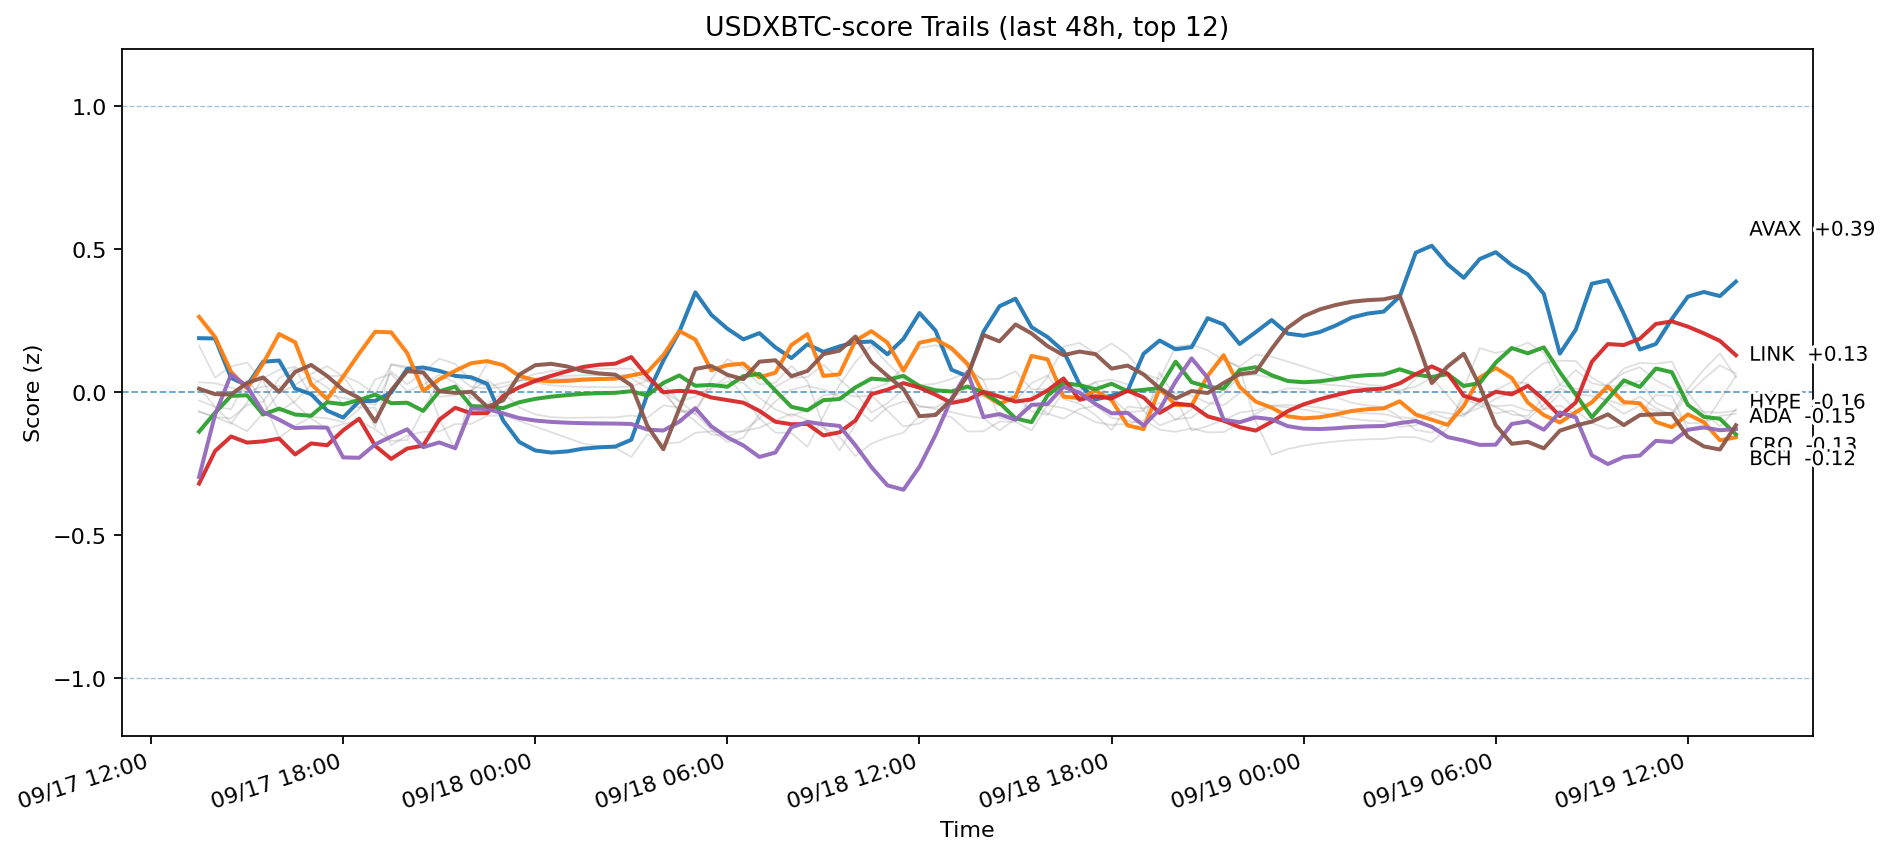 USDXBTC-score Trails (last 48h, top 12)
Score (z)
1.0
0.5
0.0
−0.5
−1.0
AVAX +0.39
LINK +0.13
HYPE -0.16
ADA -0.15
CRO -0.13
BCH -0.12
09/17 12:00
09/17 18:00
09/18 00:00
09/18 06:00
09/18 12:00
09/18 18:00
09/19 00:00
09/19 06:00
09/19 12:00
Time